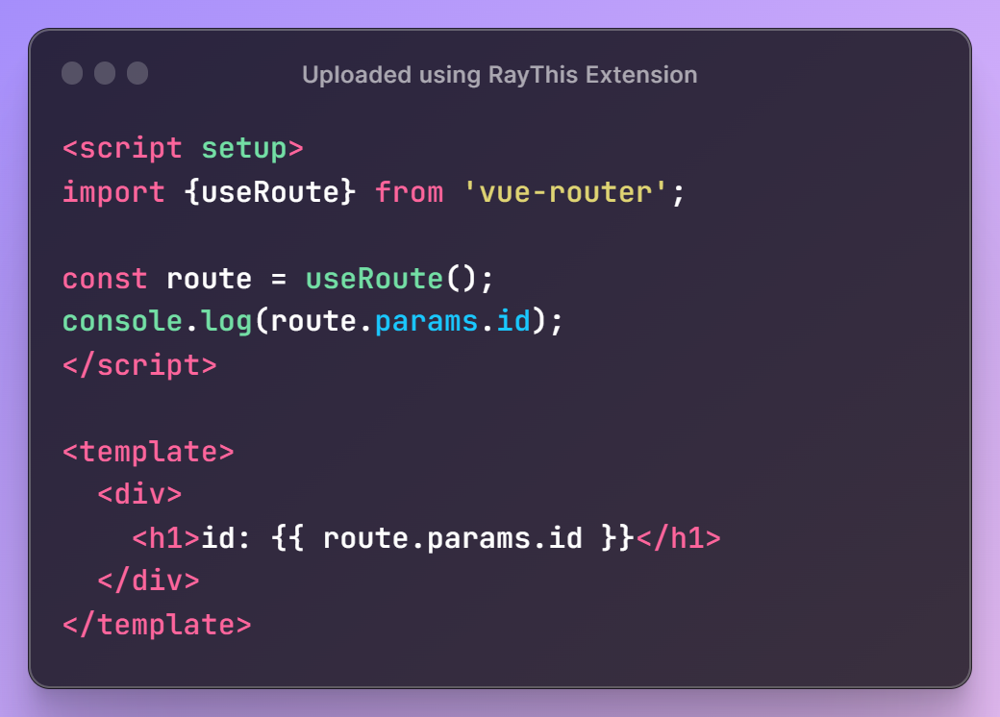 Uploaded using RayThis Extension
<script setup>
import {useRoute} from 'vue-router';
const route = useRoute();
console.log(route.params.id);
</script>
<template>
  <div>
    <h1>id: {{ route.params.id }}</h1>
  </div>
</template>